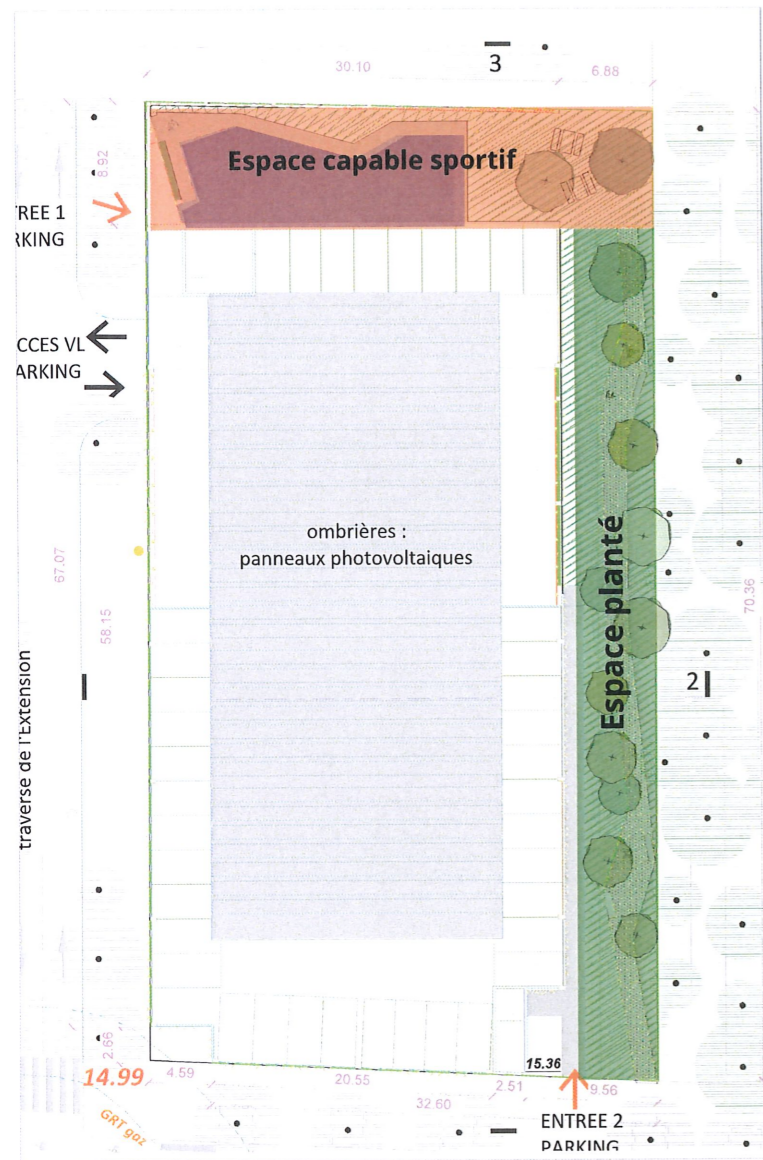 3
30.10
6.88
Espace capable sportif
8.92
TREE 1
RKING
CCES VL
ARKING
ombrières :
panneaux photovoltaiques
67.07
58.15
Espace planté
70.36
2
traverse de l'Extension
2.66
14.99
4.59
20.55
2.51
15.36
9.56
32.60
GRT gaz
ENTREE 2
PARKING